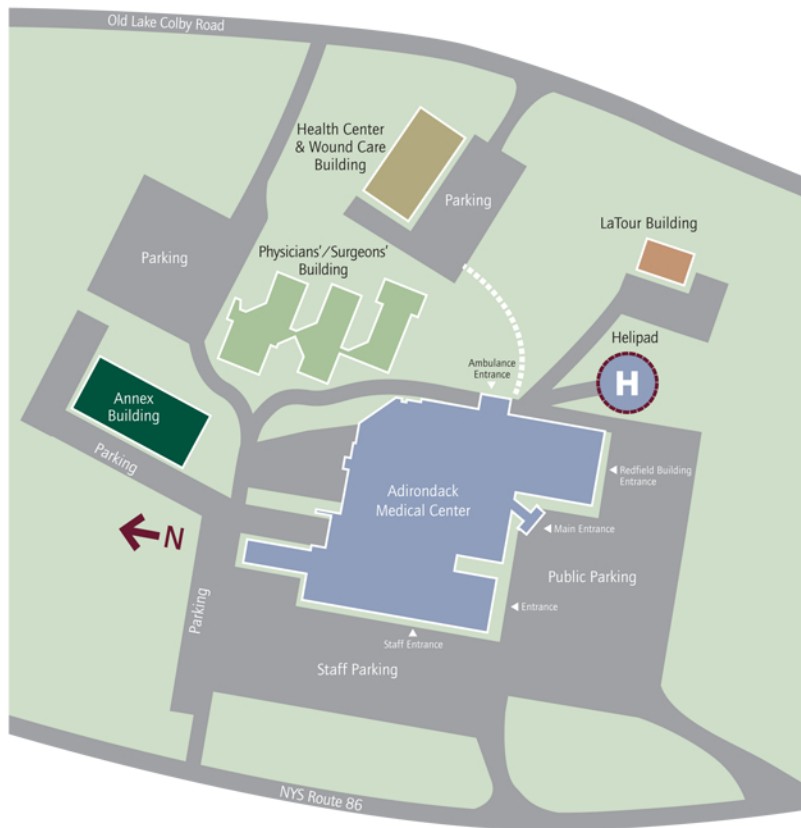 Old Lake Colby Road
Health Center
& Wound Care
Building
Parking
LaTour Building
Parking
Physicians'/Surgeons'
Building
Helipad
H
Ambulance
Entrance
Annex
Building
Parking
Redfield Building
Entrance
Adirondack
Medical Center
N
Main Entrance
Public Parking
Parking
Entrance
Staff Entrance
Staff Parking
NYS Route 86